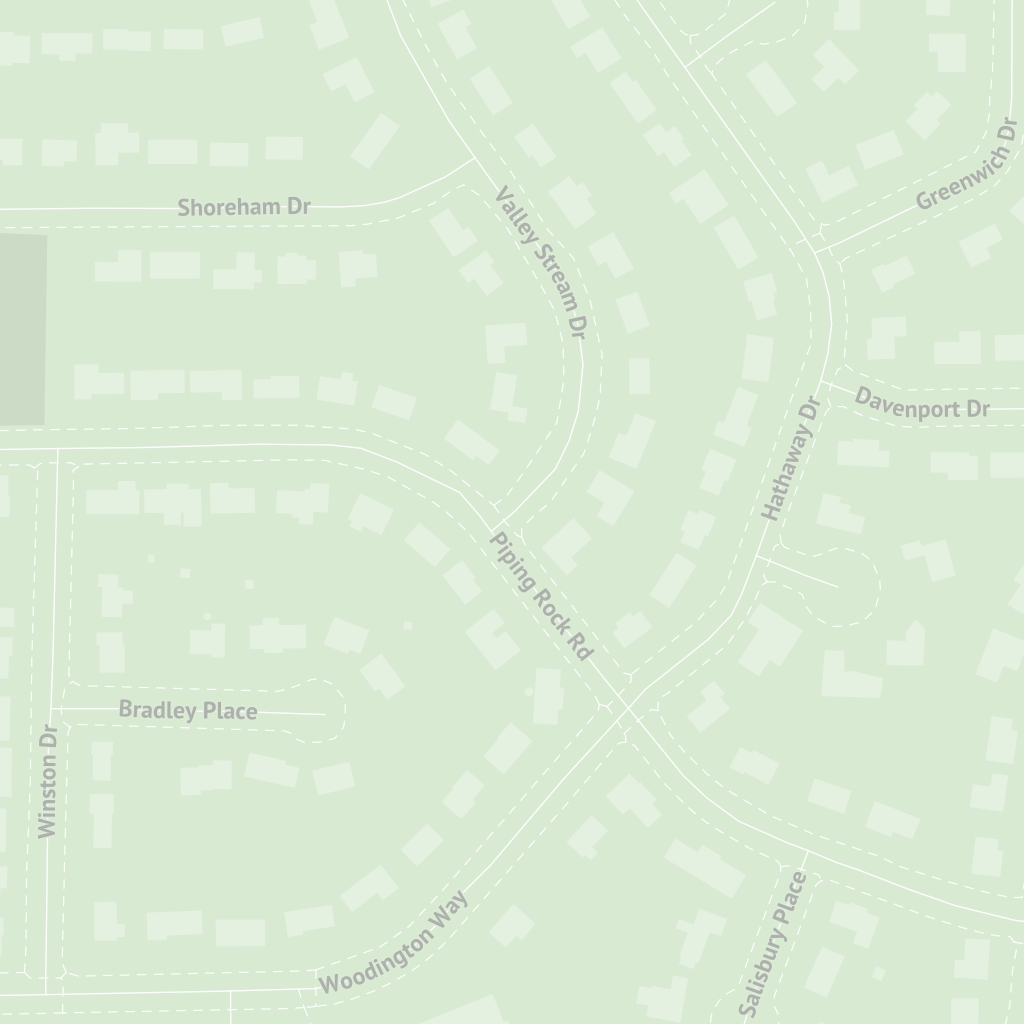 Greenwich Dr
Shoreham Dr
Valley Stream Dr
Davenport Dr
Hathaway Dr
Piping Rock Rd
Bradley Place
Winston Dr
Woodington Way
Salisbury Place